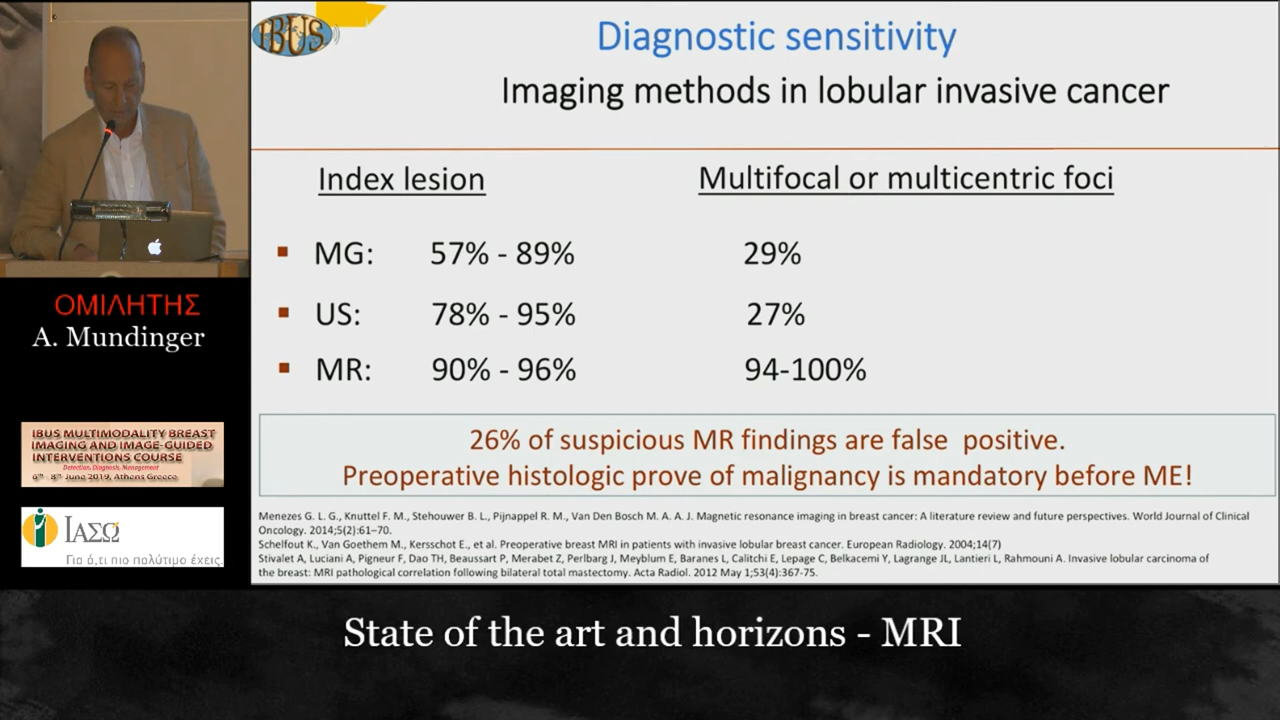 IBUS
Diagnostic sensitivity
Imaging methods in lobular invasive cancer
Index lesion
Multifocal or multicentric foci
MG: 57% - 89% 29%
US: 78% - 95% 27%
MR: 90% - 96% 94-100%
26% of suspicious MR findings are false positive.
Preoperative histologic prove of malignancy is mandatory before ME!
Menezes G. L. G., Knuttel F. M., Stehouwer B. L., Pijnappel R. M., Van Den Bosch M. A. A. J. Magnetic resonance imaging in breast cancer: A literature review and future perspectives. World Journal of Clinical
Oncology. 2014;5(2):61–70.
Schelfout K., Van Goethem M., Kersschot E., et al. Preoperative breast MRI in patients with invasive lobular breast cancer. European Radiology. 2004;14(7)
Stivalet A, Luciani A, Pigneur F, Dao TH, Beaussart P, Merabet Z, Perlbarg J, Meyblum E, Baranes L, Calitchi E, Lepage C, Belkacemi Y, Lagrange JL, Lantieri L, Rahmouni A. Invasive lobular carcinoma of
the breast: MRI pathological correlation following bilateral total mastectomy. Acta Radiol. 2012 May 1;53(4):367-75.
ΟΜΙΛΗΤΗΣ
A. Mundinger
IBUS MULTIMODALITY BREAST
IMAGING AND IMAGE-GUIDED
INTERVENTIONS COURSE
Detection, Diagnosis, Management
6th - 8th June 2019, Athens Greece
ΙΑΣΩ
Για ό,τι πιο πολύτιμο έχεις.
State of the art and horizons - MRI